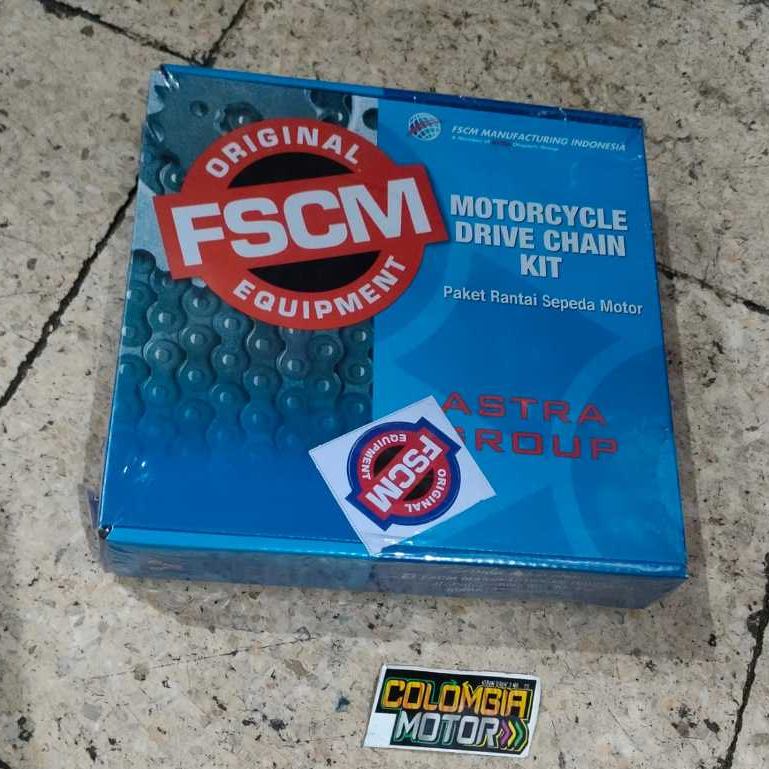 ORIGINAL
FSCM
EQUIPMENT
FSCM MANUFACTURING INDONESIA
MOTORCYCLE
DRIVE CHAIN
KIT
Paket Rantai Sepeda Motor
ASTRA
GROUP
ORIGINAL
FSCM
EQUIPMENT
COLOMBIA
MOTOR